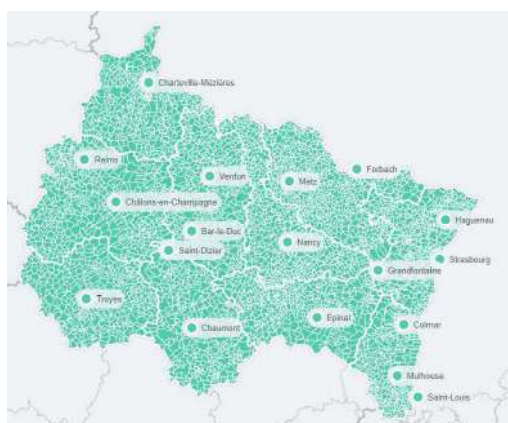 Charleville-Mézières
Reims
Verdun
Metz
Forbach
Châlons-en-Champagne
Haguenau
Bar-le-Duc
Saint-Dizier
Nancy
Strasbourg
Grandfontaine
Troyes
Chaumont
Epinal
Colmar
Mulhouse
Saint-Louis